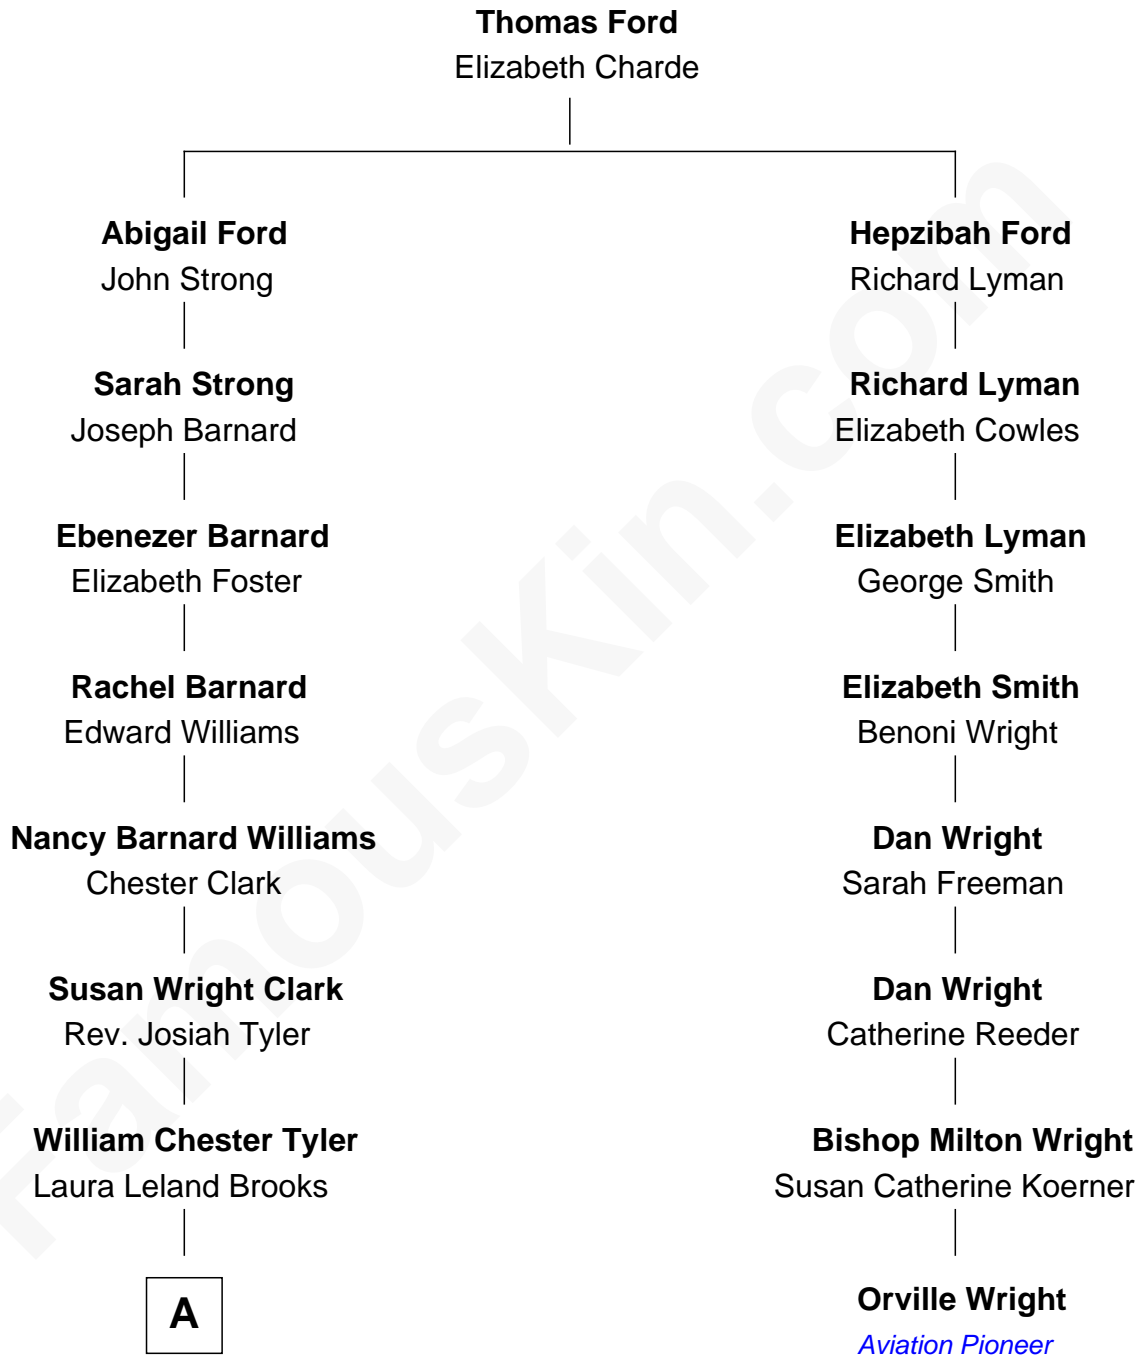 Thomas Ford
Elizabeth Charde
Abigail Ford
John Strong
Hepzibah Ford
Richard Lyman
Sarah Strong
Joseph Barnard
Richard Lyman
Elizabeth Cowles
Ebenezer Barnard
Elizabeth Foster
Elizabeth Lyman
George Smith
Rachel Barnard
Edward Williams
Elizabeth Smith
Benoni Wright
Nancy Barnard Williams
Chester Clark
Dan Wright
Sarah Freeman
Susan Wright Clark
Rev. Josiah Tyler
Dan Wright
Catherine Reeder
William Chester Tyler
Laura Leland Brooks
Bishop Milton Wright
Susan Catherine Koerner
A
Orville Wright
Aviation Pioneer
FamousKin.com